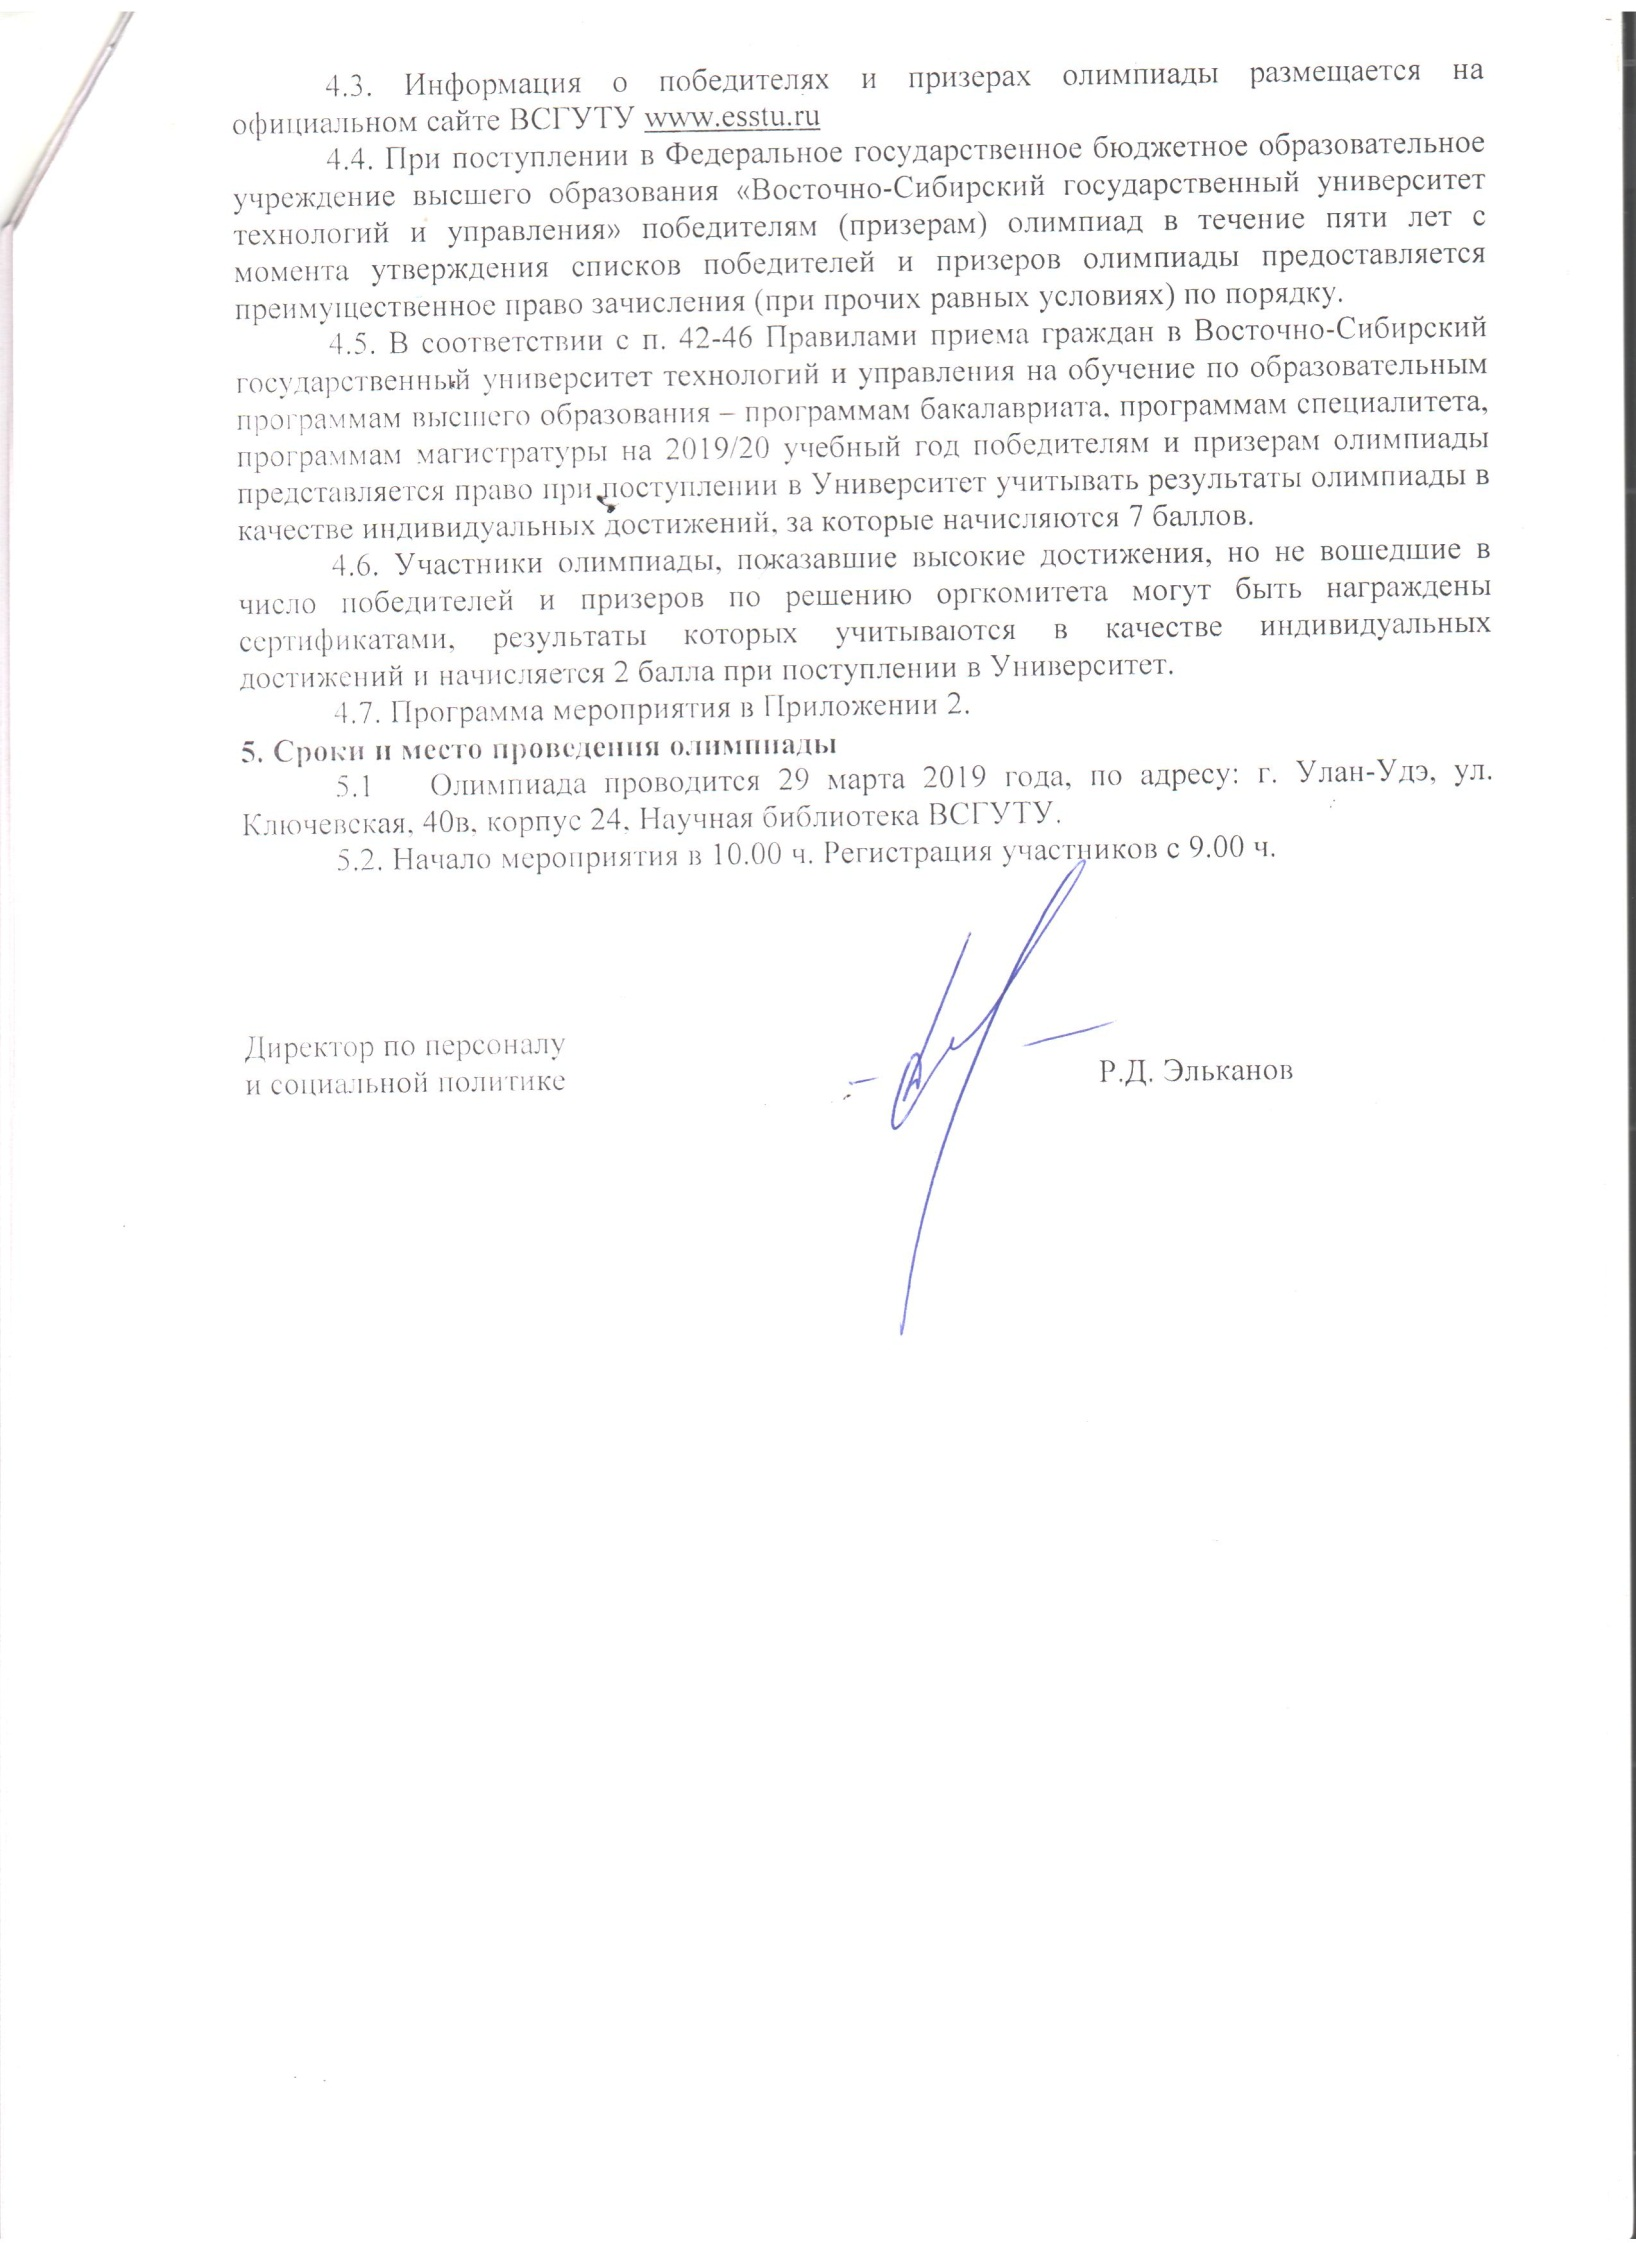 4.3. Информация о победителях и призерах олимпиады размещается на
официальном сайте ВСГУТУ www.esstu.ru
4.4. При поступлении в Федеральное государственное бюджетное образовательное
учреждение высшего образования «Восточно-Сибирский государственный университет
технологий и управления» победителям (призерам) олимпиад в течение пяти лет с
момента утверждения списков победителей и призеров олимпиады предоставляется
преимущественное право зачисления (при прочих равных условиях) по порядку.
4.5. В соответствии с п. 42-46 Правилами приема граждан в Восточно-Сибирский
государственный университет технологий и управления на обучение по образовательным
программам высшего образования – программам бакалавриата, программам специалитета,
программам магистратуры на 2019/20 учебный год победителям и призерам олимпиады
представляется право при поступлении в Университет учитывать результаты олимпиады в
качестве индивидуальных достижений, за которые начисляются 7 баллов.
4.6. Участники олимпиады, показавшие высокие достижения, но не вошедшие в
число победителей и призеров по решению оргкомитета могут быть награждены
сертификатами, результаты которых учитываются в качестве индивидуальных
достижений и начисляется 2 балла при поступлении в Университет.
4.7. Программа мероприятия в Приложении 2.
5. Сроки и место проведения олимпиады
5.1 Олимпиада проводится 29 марта 2019 года, по адресу: г. Улан-Удэ, ул.
Ключевская, 40в, корпус 24, Научная библиотека ВСГУТУ.
5.2. Начало мероприятия в 10.00 ч. Регистрация участников с 9.00 ч.
Директор по персоналу
и социальной политике
Р.Д. Эльканов